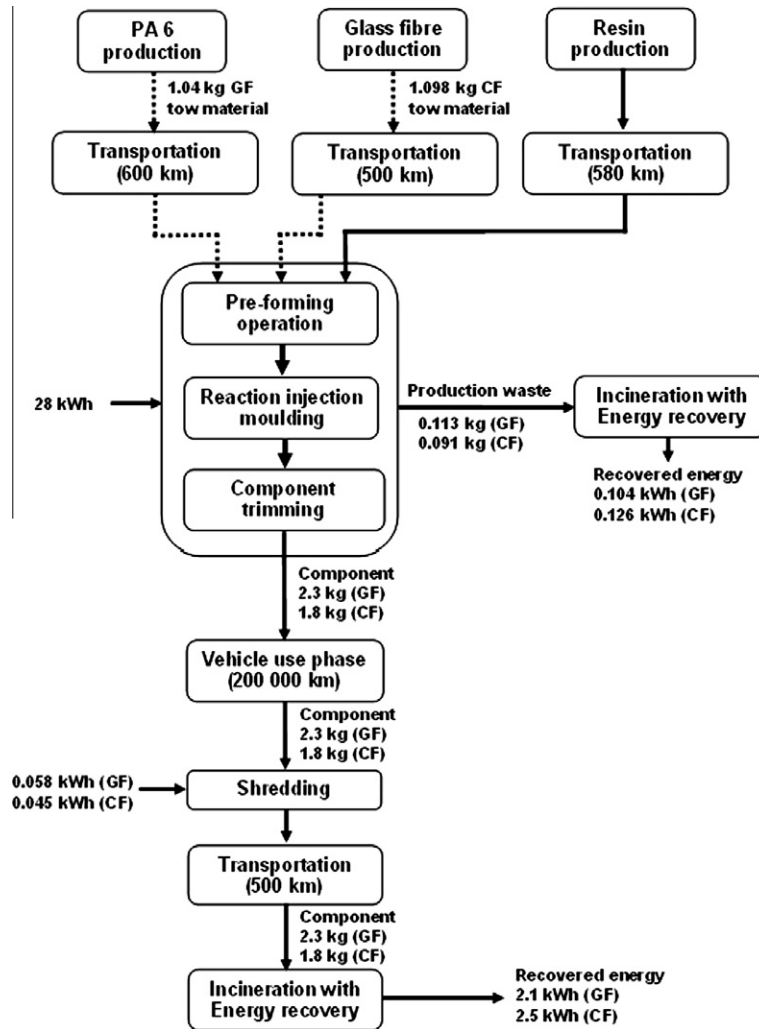 PA 6
production
Glass fibre
production
Resin
production
1.04 kg GF
tow material
1.098 kg CF
tow material
Transportation
(600 km)
Transportation
(500 km)
Transportation
(580 km)
Pre-forming
operation
28 kWh
Reaction injection
moulding
Component
trimming
Production waste
0.113 kg (GF)
0.091 kg (CF)
Incineration with
Energy recovery
Recovered energy
0.104 kWh (GF)
0.126 kWh (CF)
Component
2.3 kg (GF)
1.8 kg (CF)
Vehicle use phase
(200 000 km)
Component
2.3 kg (GF)
1.8 kg (CF)
0.058 kWh (GF)
0.045 kWh (CF)
Shredding
Transportation
(500 km)
Component
2.3 kg (GF)
1.8 kg (CF)
Incineration with
Energy recovery
Recovered energy
2.1 kWh (GF)
2.5 kWh (CF)